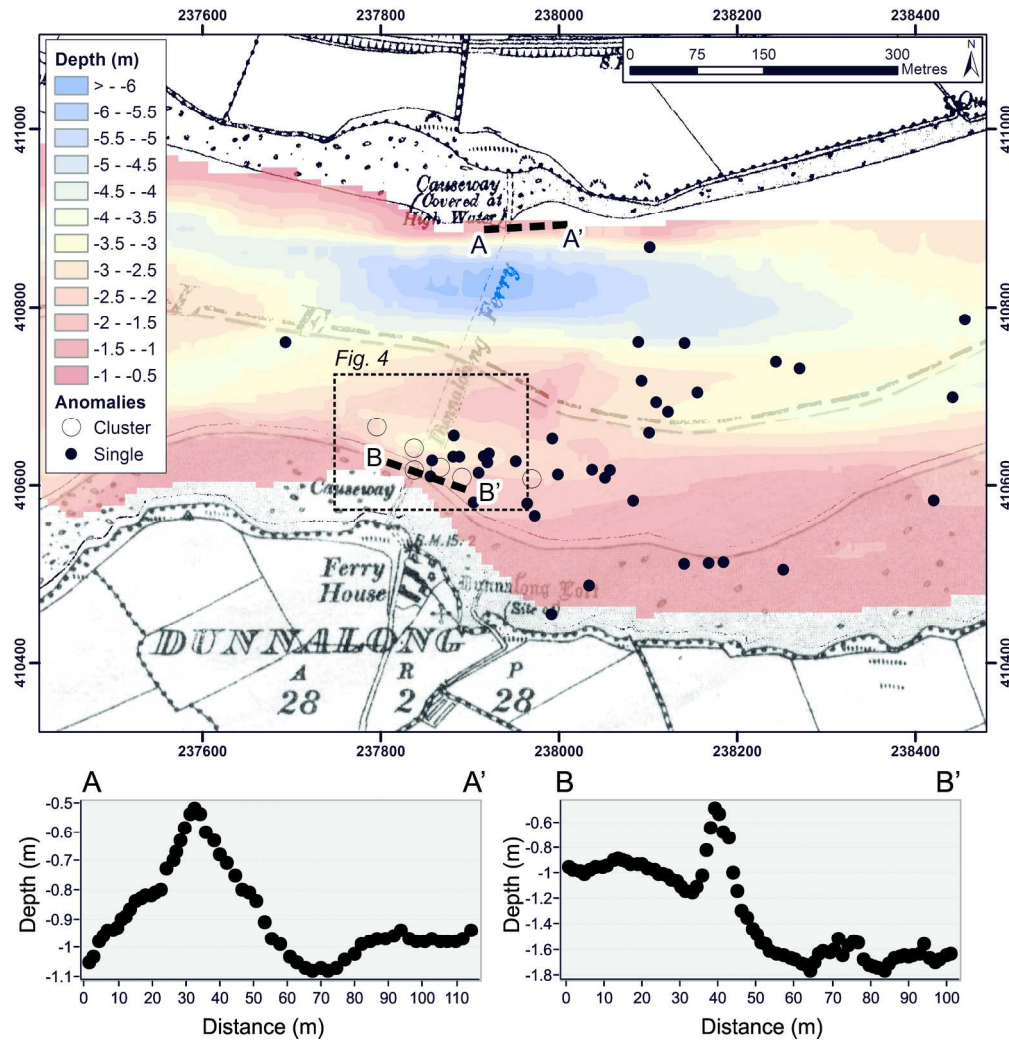 237600
237800
238000
238200
238400
Depth (m)
> - -6
-6 - -5.5
-5.5 - -5
-5 - -4.5
-4.5 - -4
-4 - -3.5
-3.5 - -3
-3 - -2.5
-2.5 - -2
-2 - -1.5
-1.5 - -1
-1 - -0.5
Anomalies
Cluster
Single
0
75
150
300
Metres
N
411000
411000
Causeway
Covered at
High Water
A
A'
410800
410800
L E
Dunnalong Ferry
Fig. 4
B
B'
410600
410600
Causeway
B.M.15.2
Ferry
House
Dunnalong Fort
(Site of)
DUNNALONG
A R P
28 2 28
410400
410400
237600
237800
238000
238200
238400
A
A'
-0.5
-0.6
-0.7
-0.8
-0.9
-1
-1.1
Depth (m)
0 10 20 30 40 50 60 70 80 90 100 110
Distance (m)
B
B'
-0.6
-0.8
-1
-1.2
-1.4
-1.6
-1.8
Depth (m)
0 10 20 30 40 50 60 70 80 90 100
Distance (m)